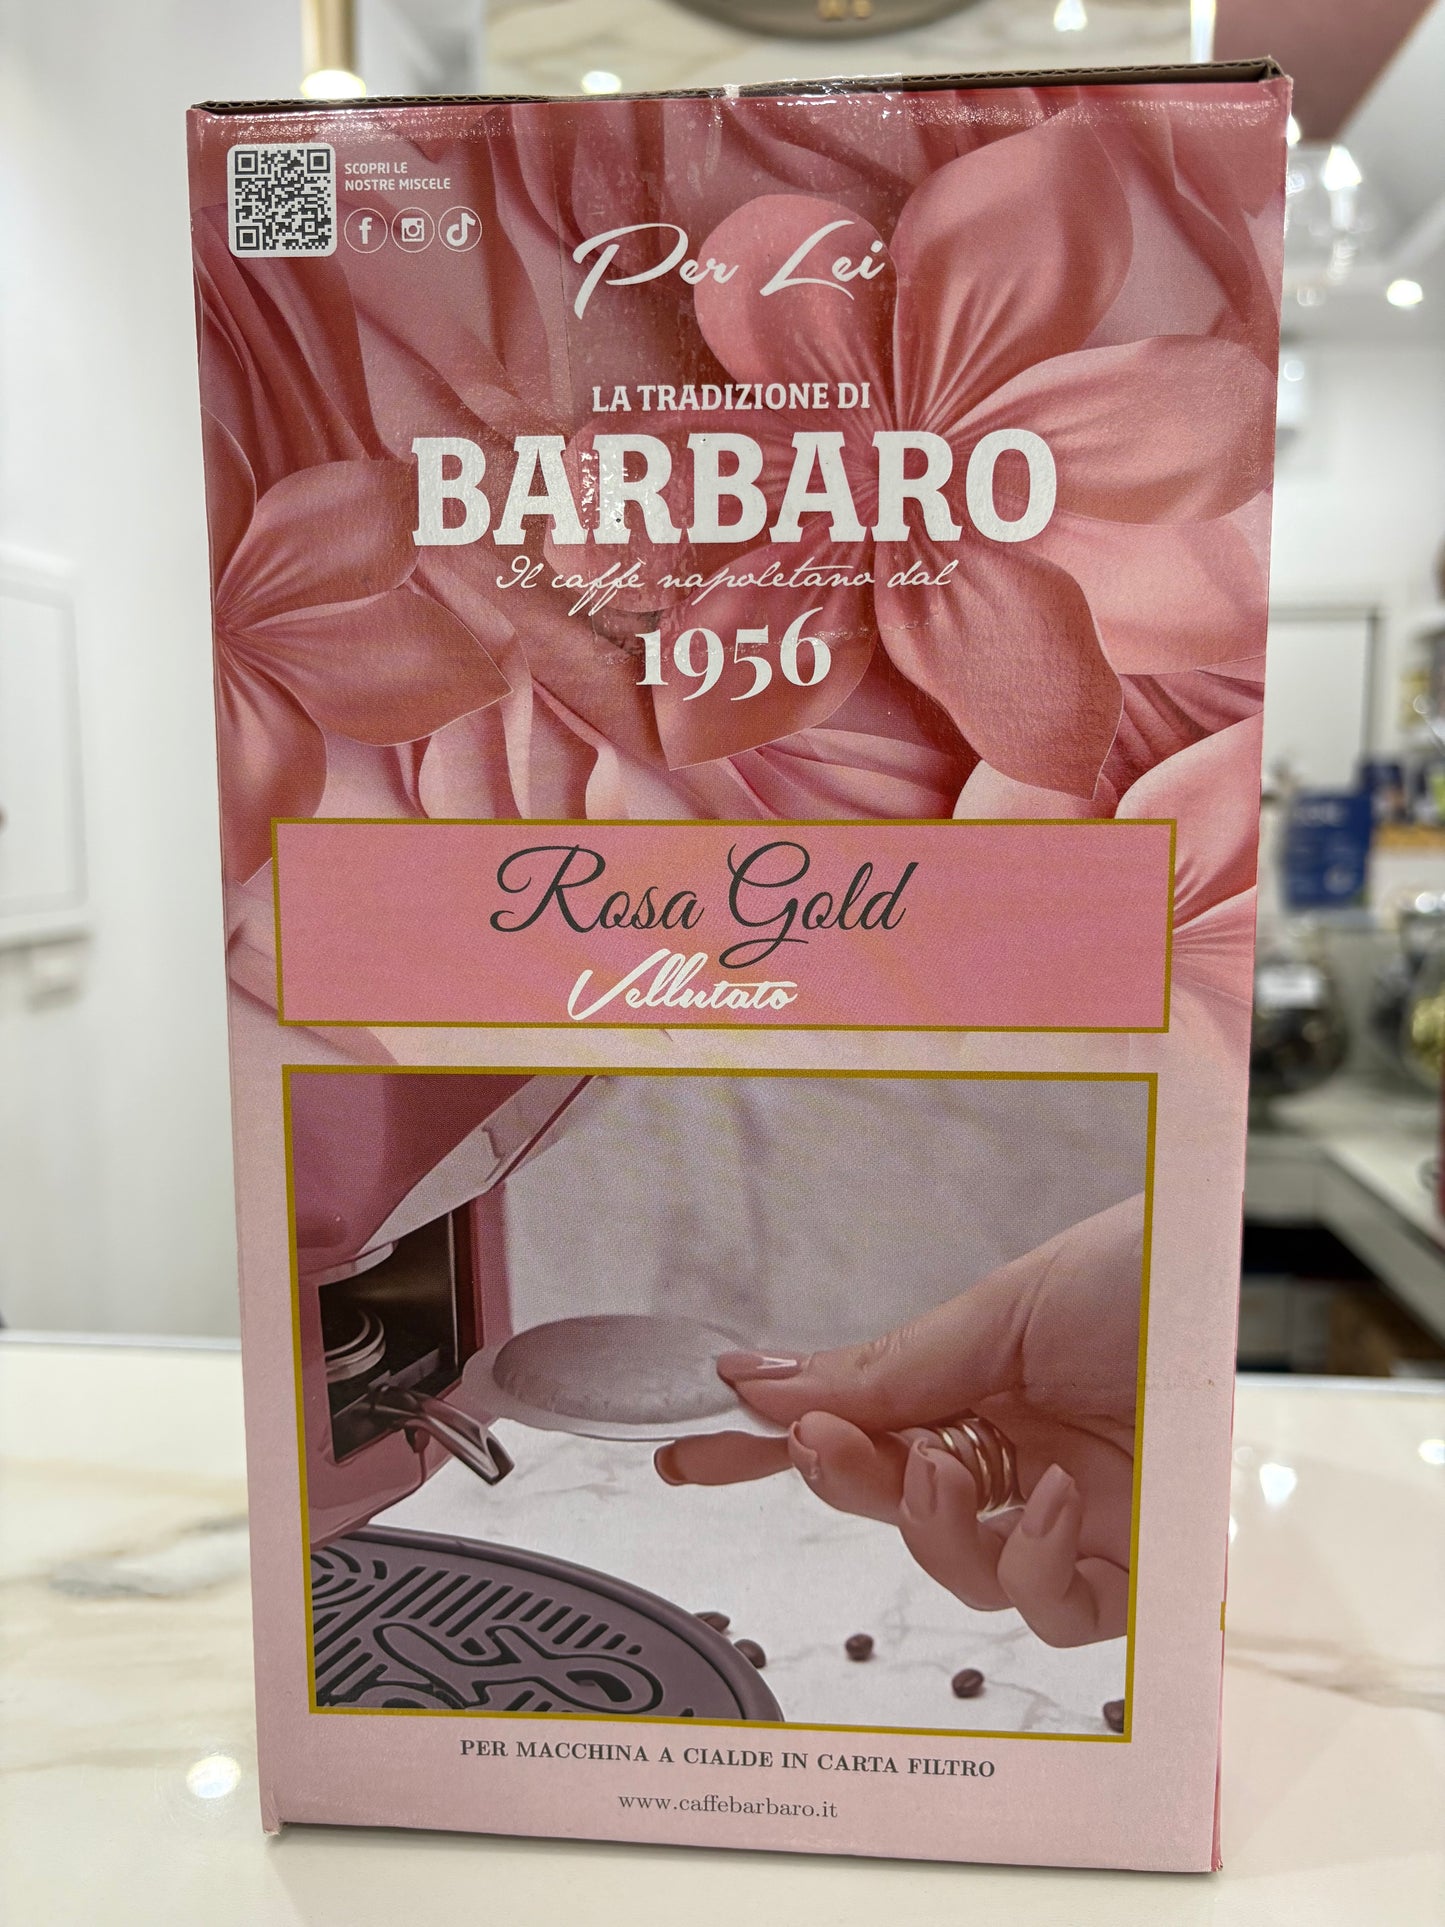 SCOPRI LE
NOSTRE MISCELE
Per Lei
LA TRADIZIONE DI
BARBARO
Il caffè napoletano dal
1956
Rosa Gold
Vellutato
PER MACCHINA A CIALDE IN CARTA FILTRO
www.caffebarbaro.it